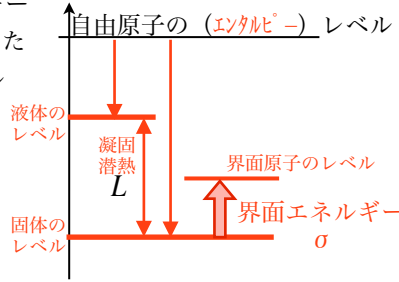 ー
た
自由原子の（エンタルピー）レベル
液体の
レベル
凝固
潜熱
L
界面原子のレベル
固体の
レベル
界面エネルギー
σ